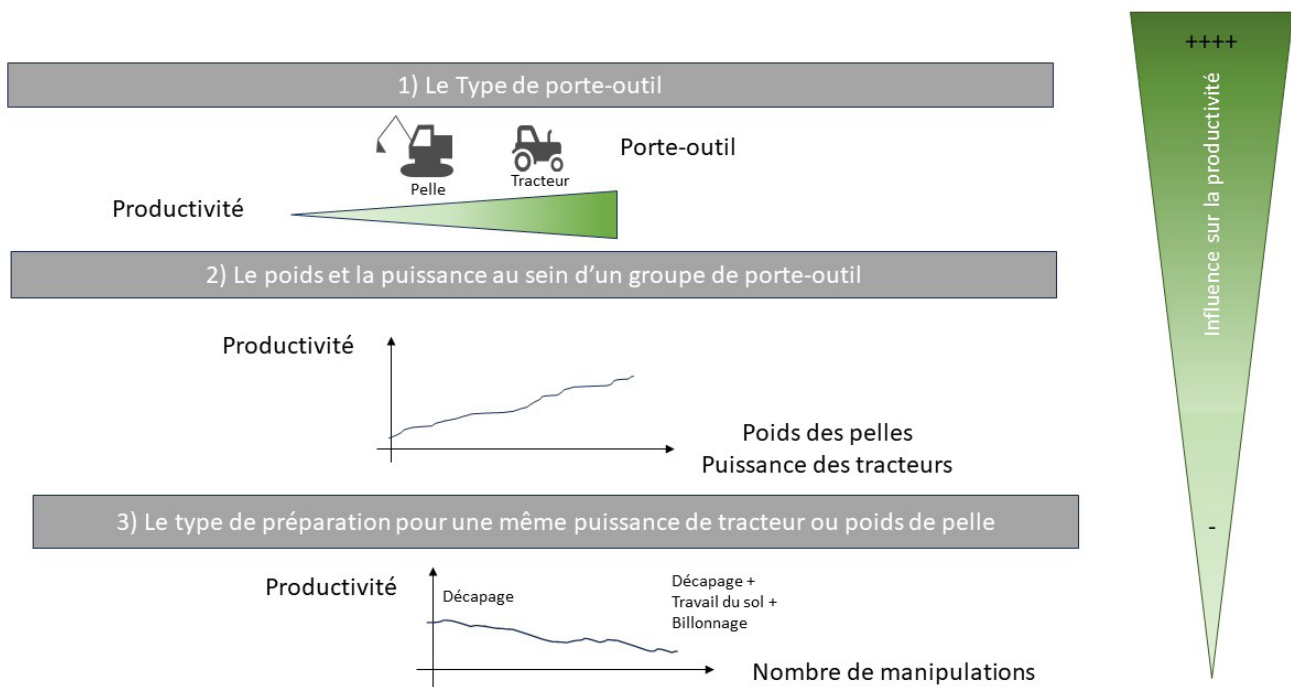 ++++
1) Le Type de porte-outil
Porte-outil
Pelle
Tracteur
Productivité
Influence sur la productivité
2) Le poids et la puissance au sein d'un groupe de porte-outil
Productivité
Poids des pelles
Puissance des tracteurs
3) Le type de préparation pour une même puissance de tracteur ou poids de pelle
-
Productivité
Décapage
Décapage +
Travail du sol +
Billonnage
Nombre de manipulations